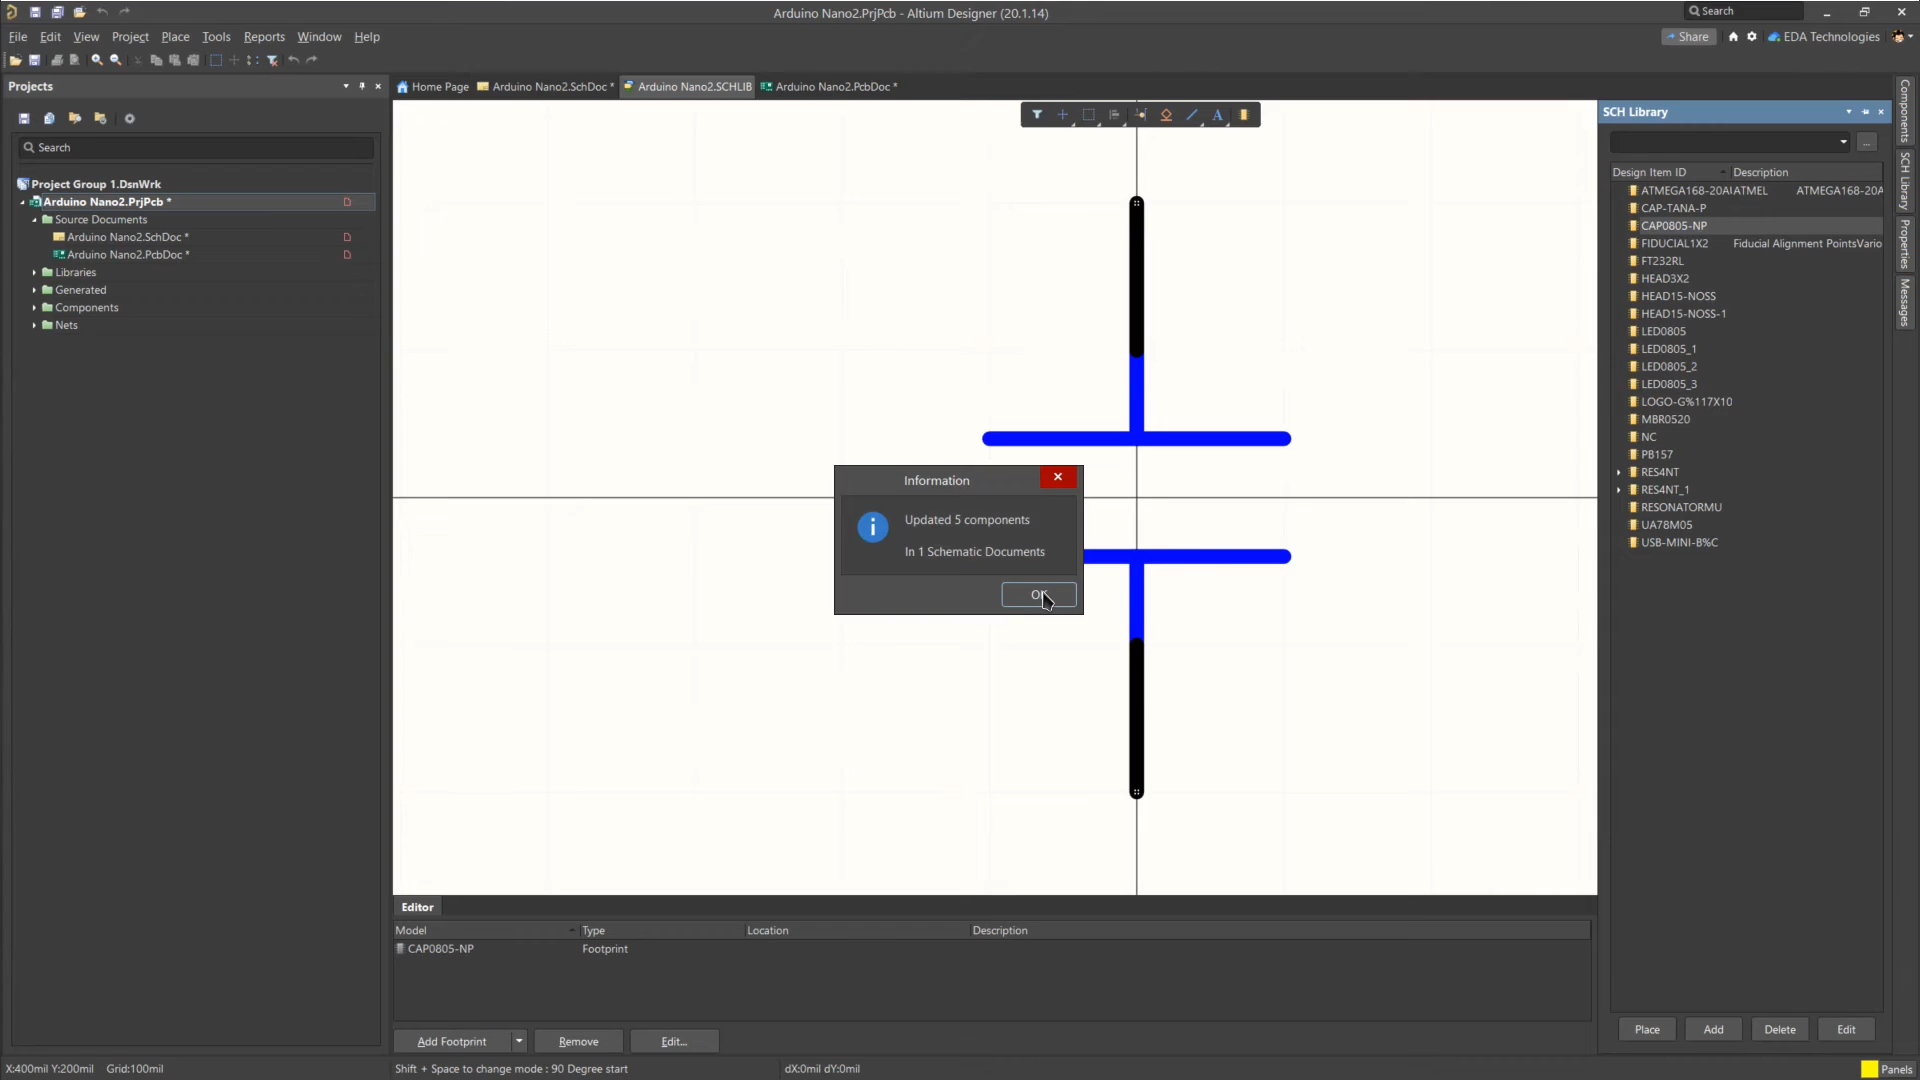 Arduino Nano2.PrjPcb - Altium Designer (20.1.14)
Search
File Edit View Project Place Tools Reports Window Help
Share
EDA Technologies
Projects
Home Page
Arduino Nano2.SchDoc *
Arduino Nano2.SCHLIB
Arduino Nano2.PcbDoc *
Search
Project Group 1.DsnWrk
Arduino Nano2.PrjPcb *
Source Documents
Arduino Nano2.SchDoc *
Arduino Nano2.PcbDoc *
Libraries
Generated
Components
Nets
A
Information
Updated 5 components
In 1 Schematic Documents
SCH Library
...
Design Item ID Description
ATMEGA168-20AI ATMEL ATMEGA168-20A
CAP-TANA-P
CAP0805-NP
FIDUCIAL1X2 Fiducial Alignment PointsVario
FT232RL
HEAD3X2
HEAD15-NOSS
HEAD15-NOSS-1
LED0805
LED0805_1
LED0805_2
LED0805_3
LOGO-G%117X10
MBR0520
NC
PB157
RES4NT
RES4NT_1
RESONATORMU
UA78M05
USB-MINI-B%C
Place Add Delete Edit
Components
SCH Library
Properties
Messages
Editor
Model Type Location Description
CAP0805-NP Footprint
Add Footprint Remove Edit...
X:400mil Y:200mil Grid:100mil
Shift + Space to change mode : 90 Degree start
dX:0mil dY:0mil
Panels